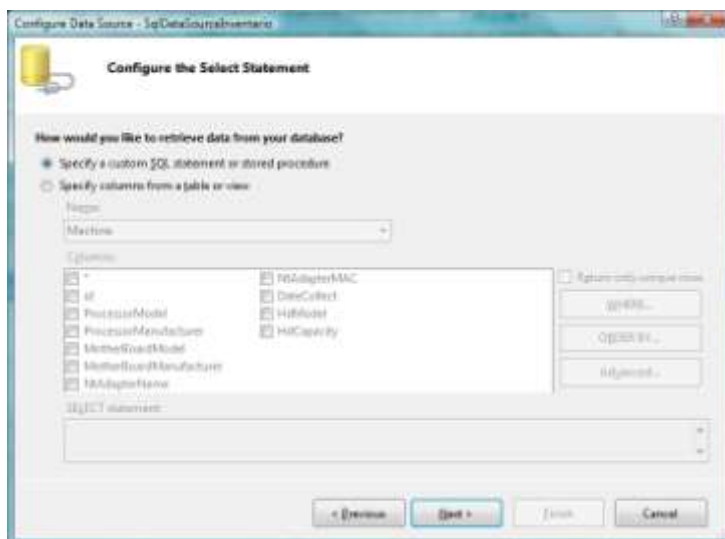 Configure Data Source - SqlDataSourceInventario
Configure the Select Statement
How would you like to retrieve data from your database?
Specify a custom SQL statement or stored procedure
Specify columns from a table or view
Name:
Machine
Columns:
* NtAdapterMAC Return only unique rows
id DateCollect WHERE...
ProcessorModel HdModel
ProcessorManufacturer HdCapacity ORDER BY...
MotherBoardModel
MotherBoardManufacturer Advanced...
NtAdapterName
SELECT statement:
< Previous Next > Finish Cancel